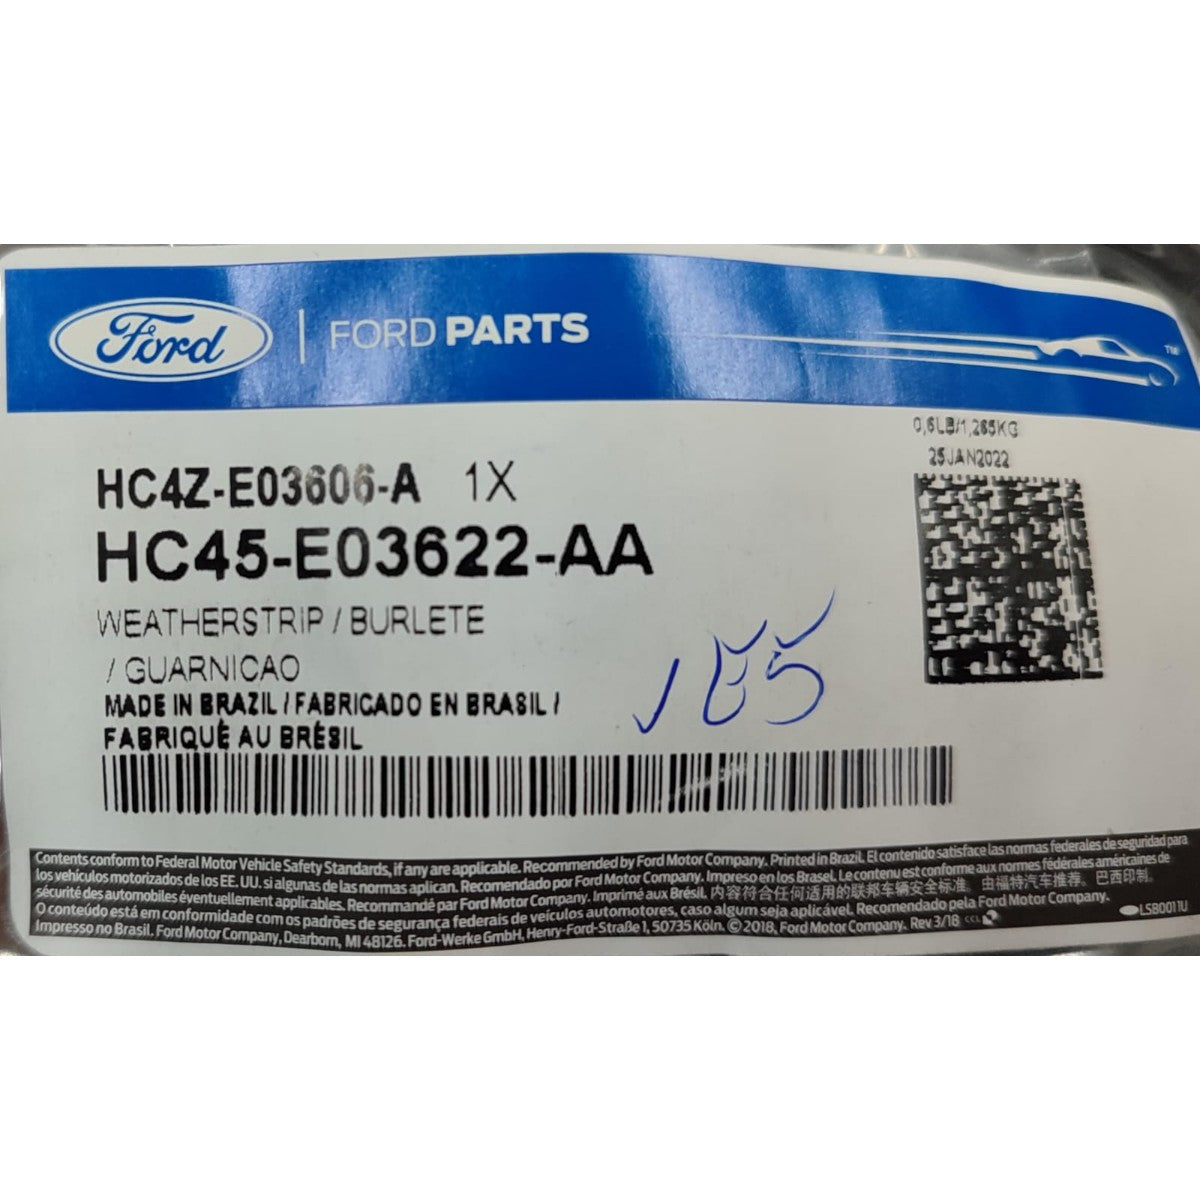 Ford | FORD PARTS TM
0,6LB/1,265KG
25JAN2022
HC4Z-E03606-A 1X
HC45-E03622-AA
WEATHERSTRIP / BURLETE
/ GUARNICAO
MADE IN BRAZIL / FABRICADO EN BRASIL /
FABRIQUÉ AU BRÉSIL
Contents conform to Federal Motor Vehicle Safety Standards, if any are applicable. Recommended by Ford Motor Company. Printed in Brazil. El contenido satisface las normas federales de seguridad para
los vehículos motorizados de los EE. UU. si algunas de las normas aplican. Recomendado por Ford Motor Company. Impreso en los Brasel. Le contenu est conforme aux normes fédérales américaines de
sécurité des automobiles éventuellement applicables. Recommandé par Ford Motor Company. Imprimé aux Brésil. 内容符合任何适用的联邦车辆安全标准。由福特汽车推荐。巴西印制。
O conteúdo está em conformidade com os padrões de segurança federais de veículos automotores, caso algum seja aplicável. Recomendado pela Ford Motor Company.
Impresso no Brasil. Ford Motor Company, Dearborn, MI 48126. Ford-Werke GmbH, Henry-Ford-Straße 1, 50735 Köln. © 2018, Ford Motor Company. Rev 3/18 CCL LSB0011U